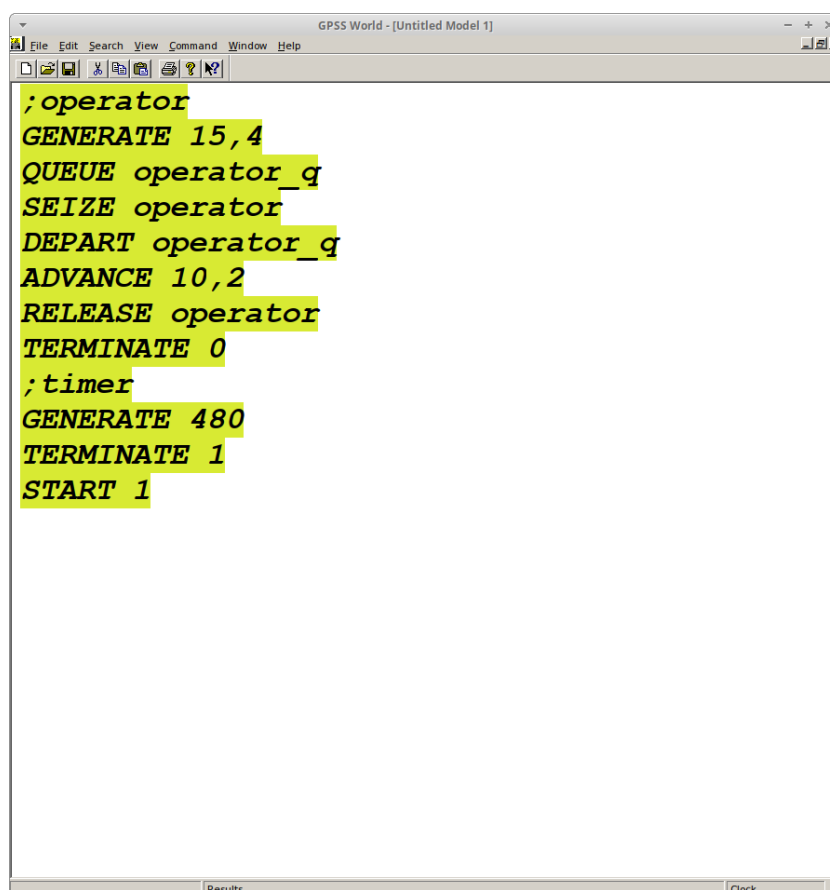 GPSS World - [Untitled Model 1]
File Edit Search View Command Window Help
;operator
GENERATE 15,4
QUEUE operator_q
SEIZE operator
DEPART operator_q
ADVANCE 10,2
RELEASE operator
TERMINATE 0
;timer
GENERATE 480
TERMINATE 1
START 1
Results Clock